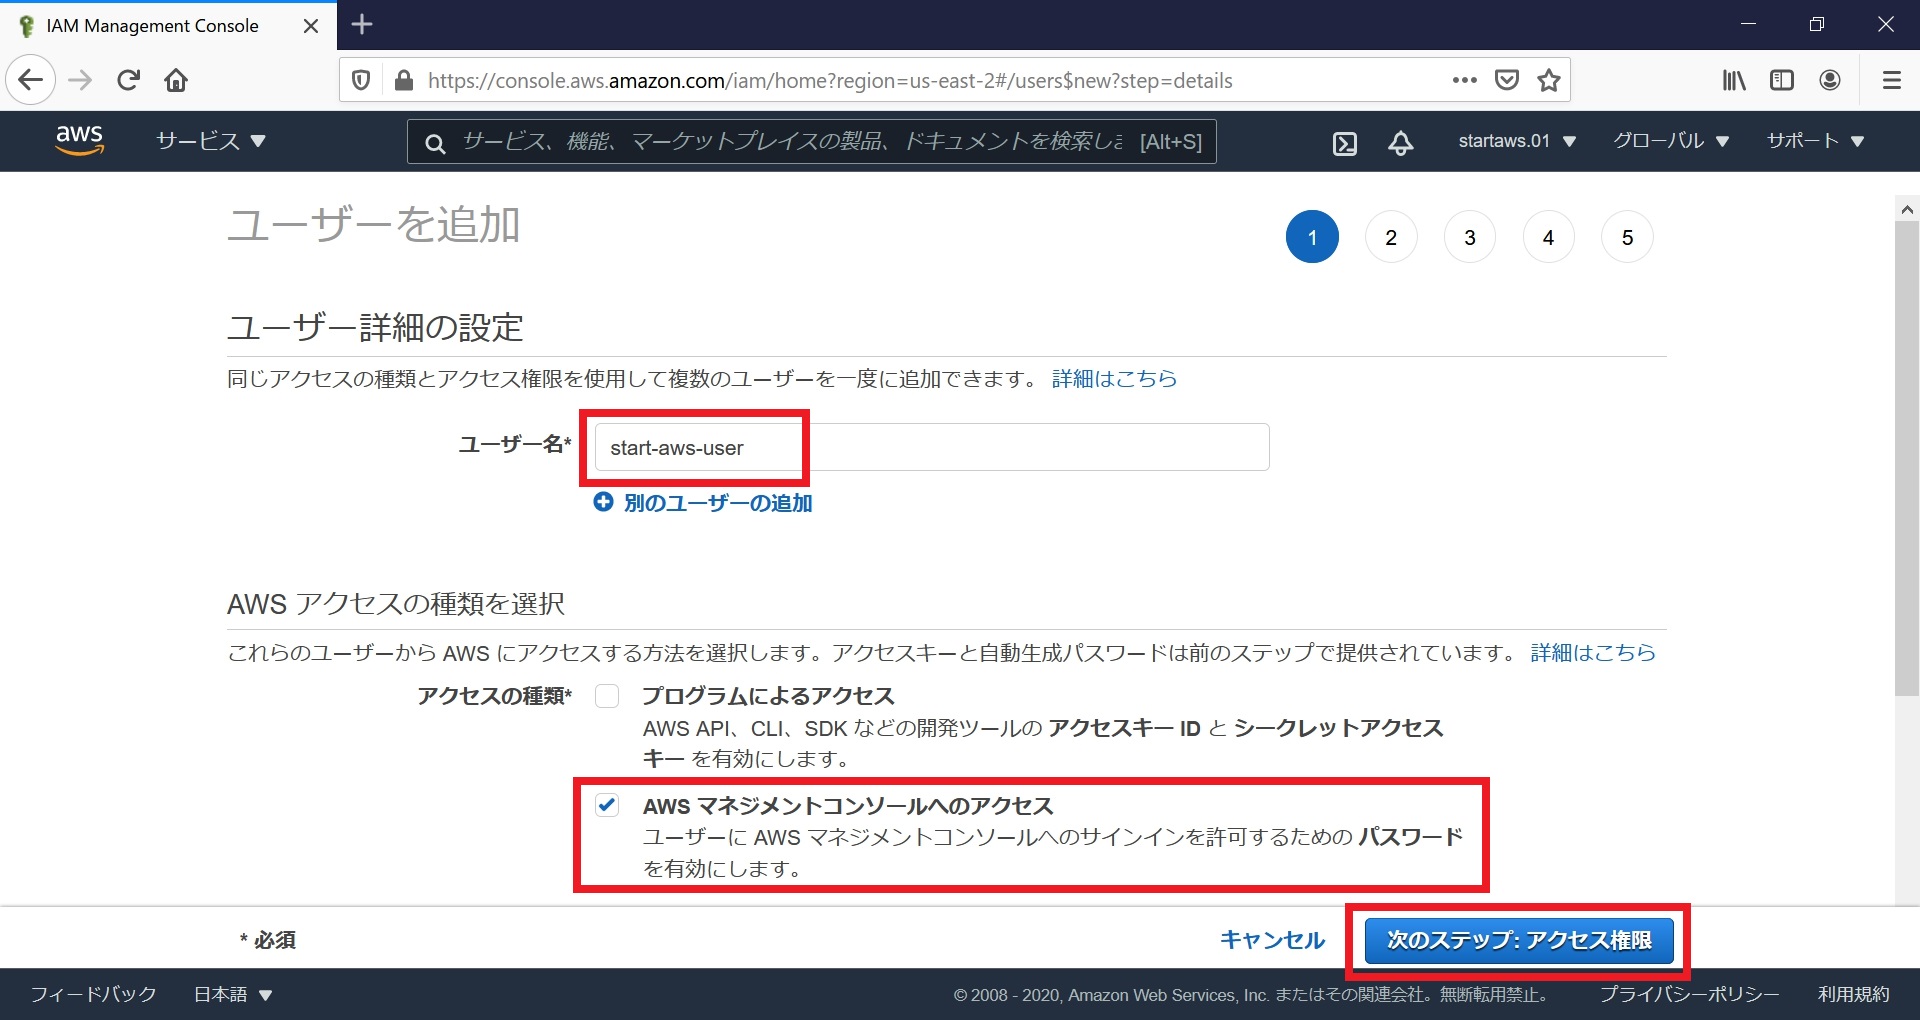 IAM Management Console
https://console.aws.amazon.com/iam/home?region=us-east-2#/users$new?step=details
aws サービス サービス、機能、マーケットプレイスの製品、ドキュメントを検索しま [Alt+S] startaws.01 グローバル サポート
ユーザーを追加 1 2 3 4 5
ユーザー詳細の設定
同じアクセスの種類とアクセス権限を使用して複数のユーザーを一度に追加できます。 詳細はこちら
ユーザー名* start-aws-user
別のユーザーの追加
AWS アクセスの種類を選択
これらのユーザーから AWS にアクセスする方法を選択します。アクセスキーと自動生成パスワードは前のステップで提供されています。 詳細はこちら
アクセスの種類* プログラムによるアクセス
AWS API、CLI、SDK などの開発ツールの アクセスキー ID と シークレットアクセス
キー を有効にします。
AWS マネジメントコンソールへのアクセス
ユーザーに AWS マネジメントコンソールへのサインインを許可するための パスワード
を有効にします。
* 必須 キャンセル 次のステップ: アクセス権限
フィードバック 日本語 © 2008 - 2020, Amazon Web Services, Inc. またはその関連会社。無断転用禁止。 プライバシーポリシー 利用規約